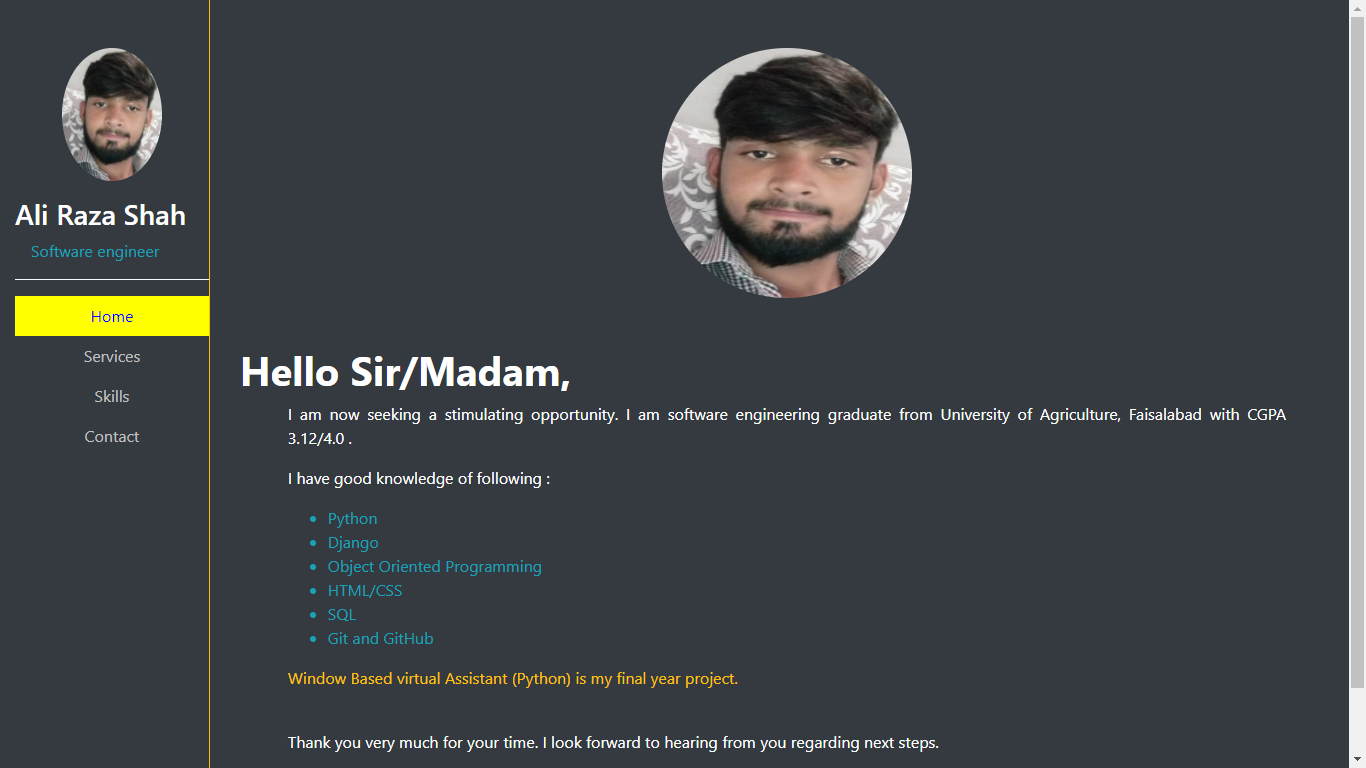 Ali Raza Shah
Software engineer
Home
Services
Skills
Contact
Hello Sir/Madam,
I am now seeking a stimulating opportunity. I am software engineering graduate from University of Agriculture, Faisalabad with CGPA
3.12/4.0 .
I have good knowledge of following :
Python
Django
Object Oriented Programming
HTML/CSS
SQL
Git and GitHub
Window Based virtual Assistant (Python) is my final year project.
Thank you very much for your time. I look forward to hearing from you regarding next steps.